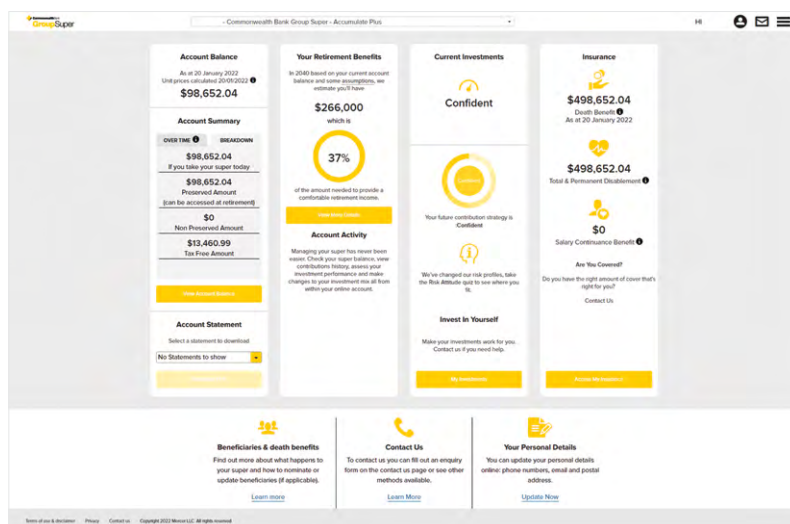 CommonwealthBank
GroupSuper
- Commonwealth Bank Group Super - Accumulate Plus
HI
Account Balance
As at 20 January 2022
Unit prices calculated 20/01/2022
$98,652.04
Account Summary
OVER TIME BREAKDOWN
$98,652.04
If you take your super today
$98,652.04
Preserved Amount
(can be accessed at retirement)
$0
Non Preserved Amount
$13,460.99
Tax Free Amount
View Account Balance
Account Statement
Select a statement to download
No Statements to show
Your Retirement Benefits
In 2040 based on your current account
balance and some assumptions, we
estimate you'll have
$266,000
which is
37%
of the amount needed to provide a
comfortable retirement income.
Account Activity
Managing your super has never been
easier. Check your super balance, view
contributions history, assess your
investment performance and make
changes to your investment mix all from
within your online account.
Current Investments
Confident
Confident
Your future contribution strategy is
Confident
We've changed our risk profiles, take
the Risk Attitude quiz to see where you
fit.
Invest In Yourself
Make your investments work for you.
Contact us if you need help.
My Investments
Insurance
$498,652.04
Death Benefit
As at 20 January 2022
$498,652.04
Total & Permanent Disablement
$0
Salary Continuance Benefit
Are You Covered?
Do you have the right amount of cover that's
right for you?
Contact Us
Beneficiaries & death benefits
Find out more about what happens to
your super and how to nominate or
update beneficiaries (if applicable).
Learn more
Contact Us
To contact us you can fill out an enquiry
form on the contact us page or see other
methods available.
Learn More
Your Personal Details
You can update your personal details
online: phone numbers, email and postal
address.
Update Now
Terms of use & disclaimer Privacy Contact us Copyright 2022 Mercer LLC. All rights reserved